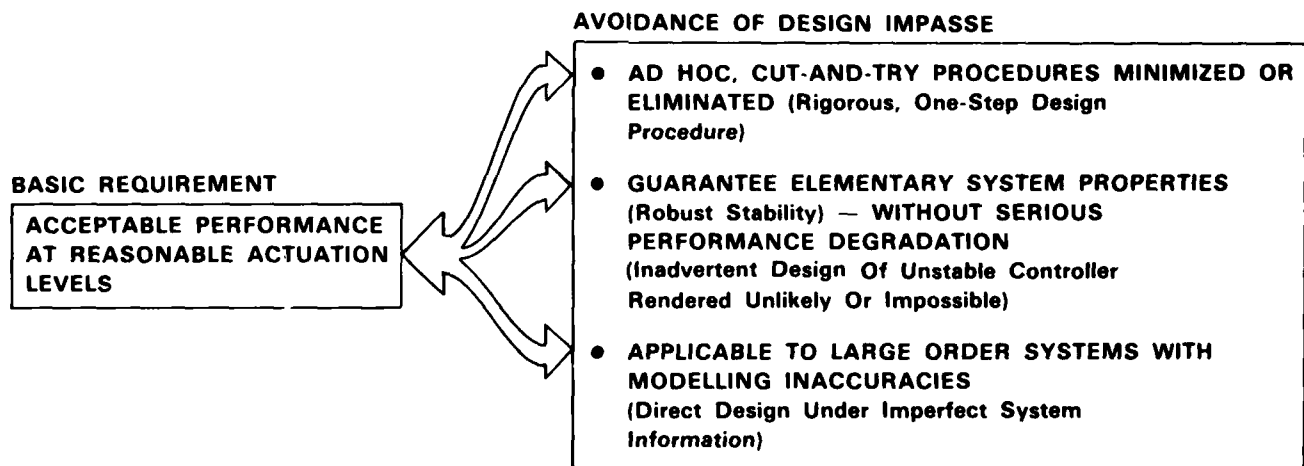 AVOIDANCE OF DESIGN IMPASSE
● AD HOC, CUT-AND-TRY PROCEDURES MINIMIZED OR
ELIMINATED (Rigorous, One-Step Design
Procedure)
BASIC REQUIREMENT
ACCEPTABLE PERFORMANCE
AT REASONABLE ACTUATION
LEVELS
● GUARANTEE ELEMENTARY SYSTEM PROPERTIES
(Robust Stability) — WITHOUT SERIOUS
PERFORMANCE DEGRADATION
(Inadvertent Design Of Unstable Controller
Rendered Unlikely Or Impossible)
● APPLICABLE TO LARGE ORDER SYSTEMS WITH
MODELLING INACCURACIES
(Direct Design Under Imperfect System
Information)